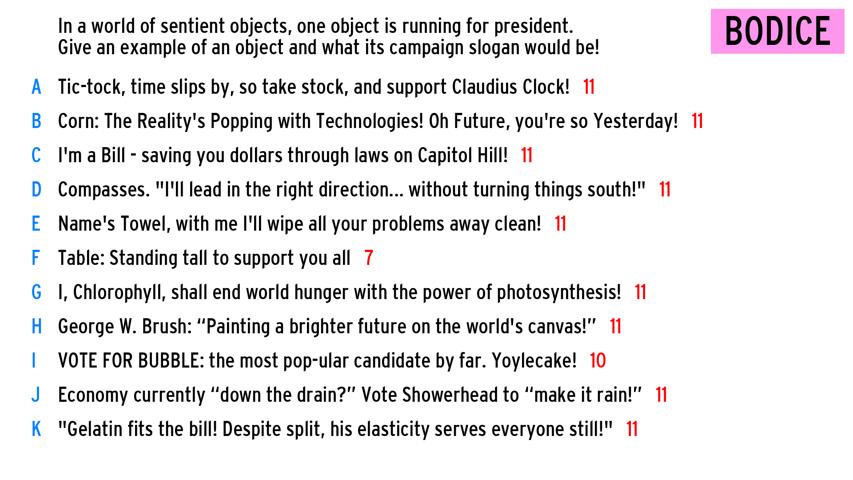 In a world of sentient objects, one object is running for president.
Give an example of an object and what its campaign slogan would be!
BODICE
A Tic-tock, time slips by, so take stock, and support Claudius Clock! 11
B Corn: The Reality's Popping with Technologies! Oh Future, you're so Yesterday! 11
C I'm a Bill - saving you dollars through laws on Capitol Hill! 11
D Compasses. "I'll lead in the right direction... without turning things south!" 11
E Name's Towel, with me I'll wipe all your problems away clean! 11
F Table: Standing tall to support you all 7
G I, Chlorophyll, shall end world hunger with the power of photosynthesis! 11
H George W. Brush: “Painting a brighter future on the world's canvas!” 11
I VOTE FOR BUBBLE: the most pop-ular candidate by far. Yoylecake! 10
J Economy currently “down the drain?” Vote Showerhead to “make it rain!” 11
K "Gelatin fits the bill! Despite split, his elasticity serves everyone still!" 11